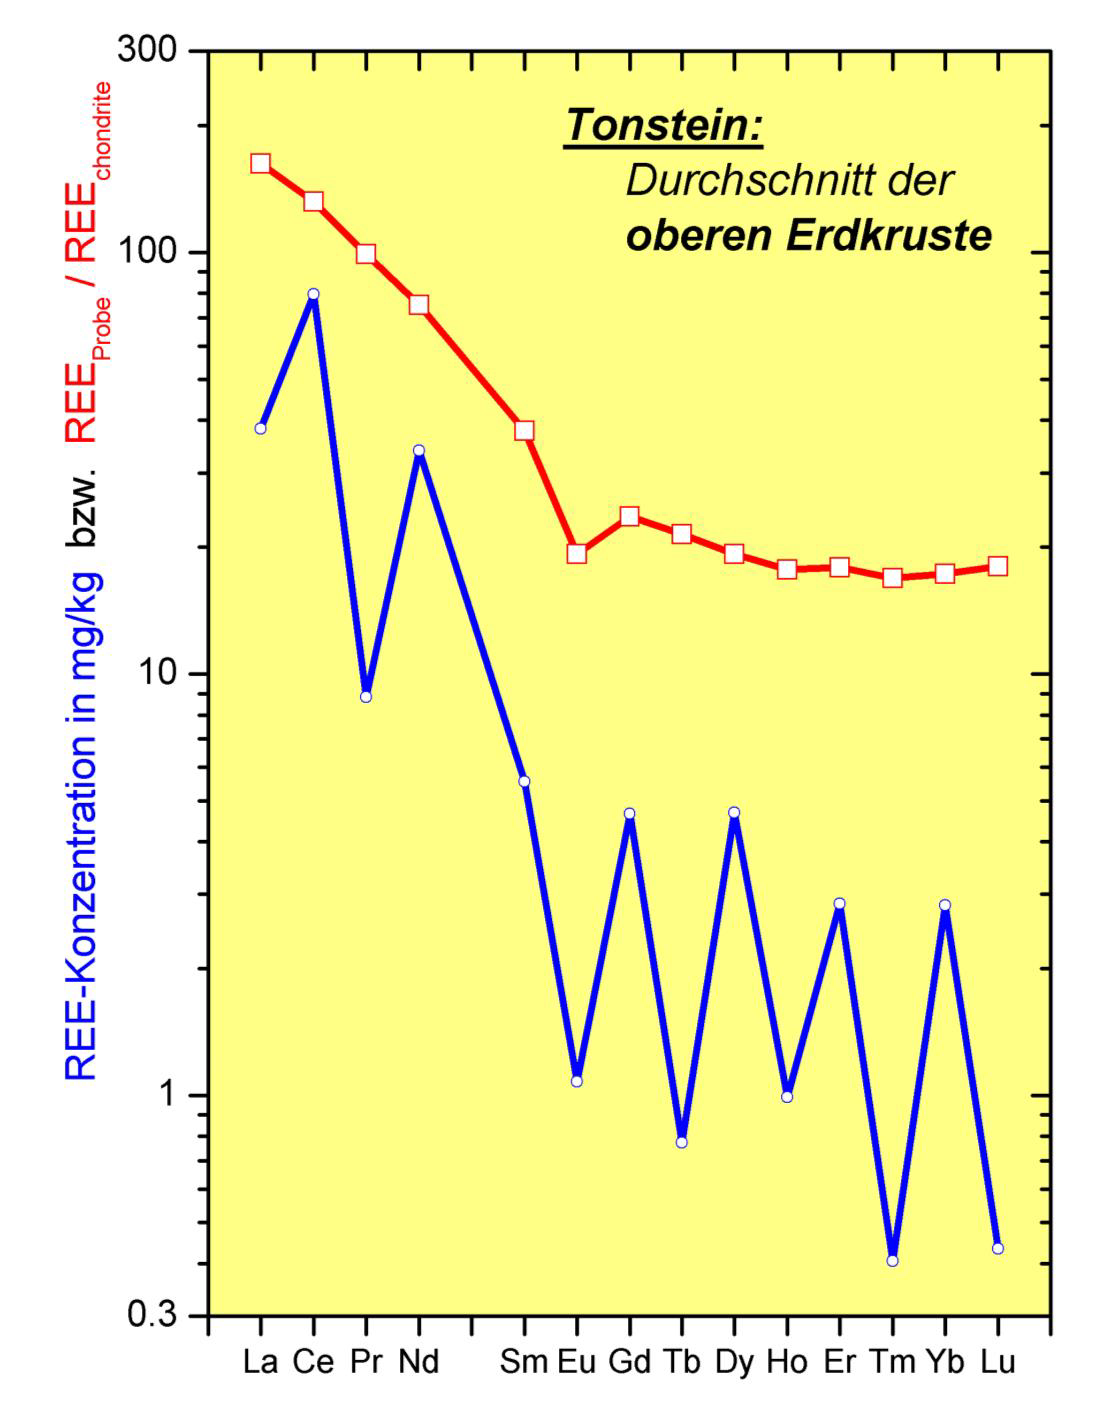 Tonstein:
Durchschnitt der
oberen Erdkruste
REE-Konzentration in mg/kg bzw. REEProbe / REEchondrite
300
100
10
1
0.3
La Ce Pr Nd Sm Eu Gd Tb Dy Ho Er Tm Yb Lu